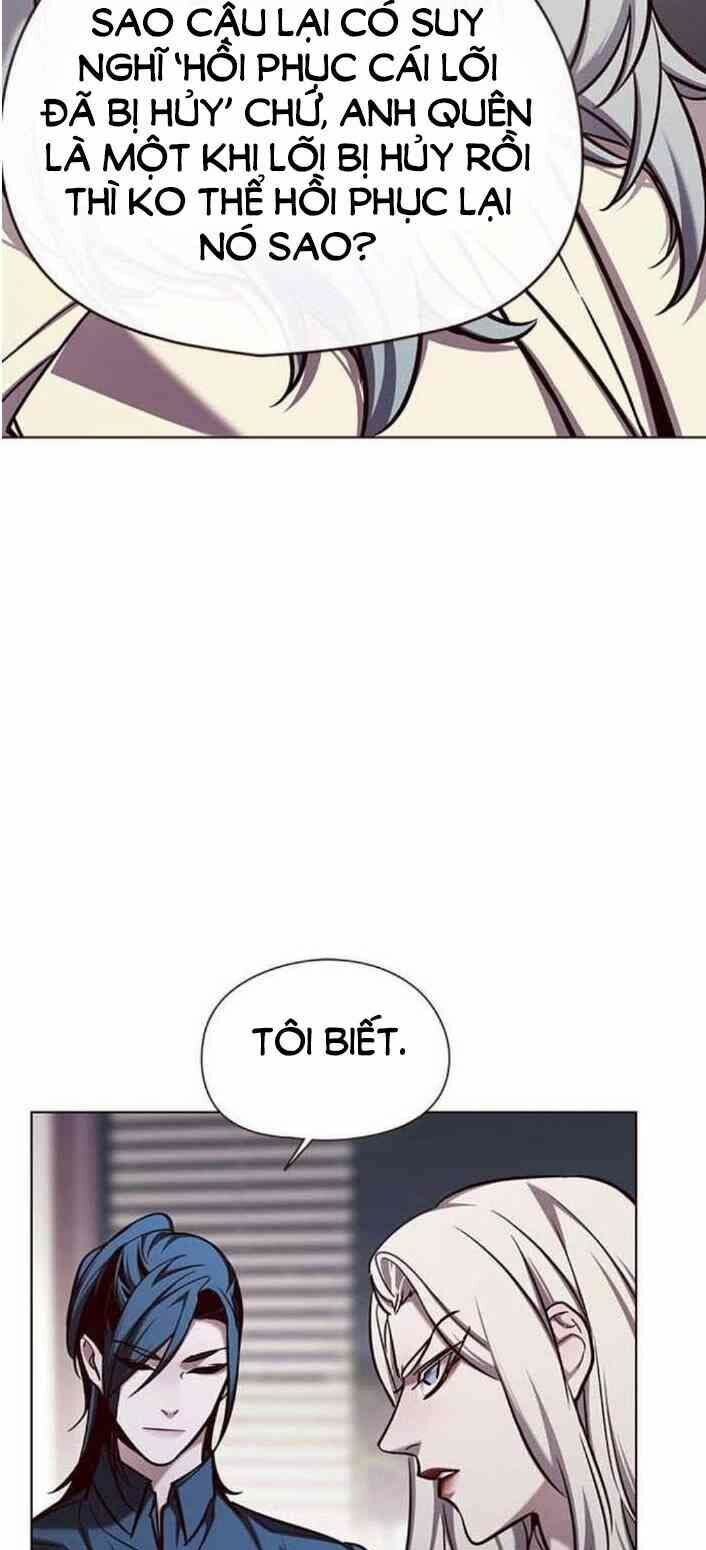 SAO CẬU LẠI CÓ SUY
NGHĨ 'HỒI PHỤC CÁI LÕI
ĐÃ BỊ HỦY' CHỨ, ANH QUÊN
LÀ MỘT KHI LÕI BỊ HỦY RỒI
THÌ KO THỂ HỒI PHỤC LẠI
NÓ SAO?
TÔI BIẾT.